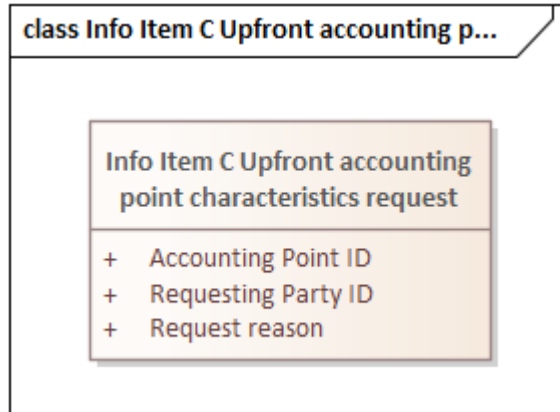 class Info Item C Upfront accounting p...
Info Item C Upfront accounting
point characteristics request
+ Accounting Point ID
+ Requesting Party ID
+ Request reason